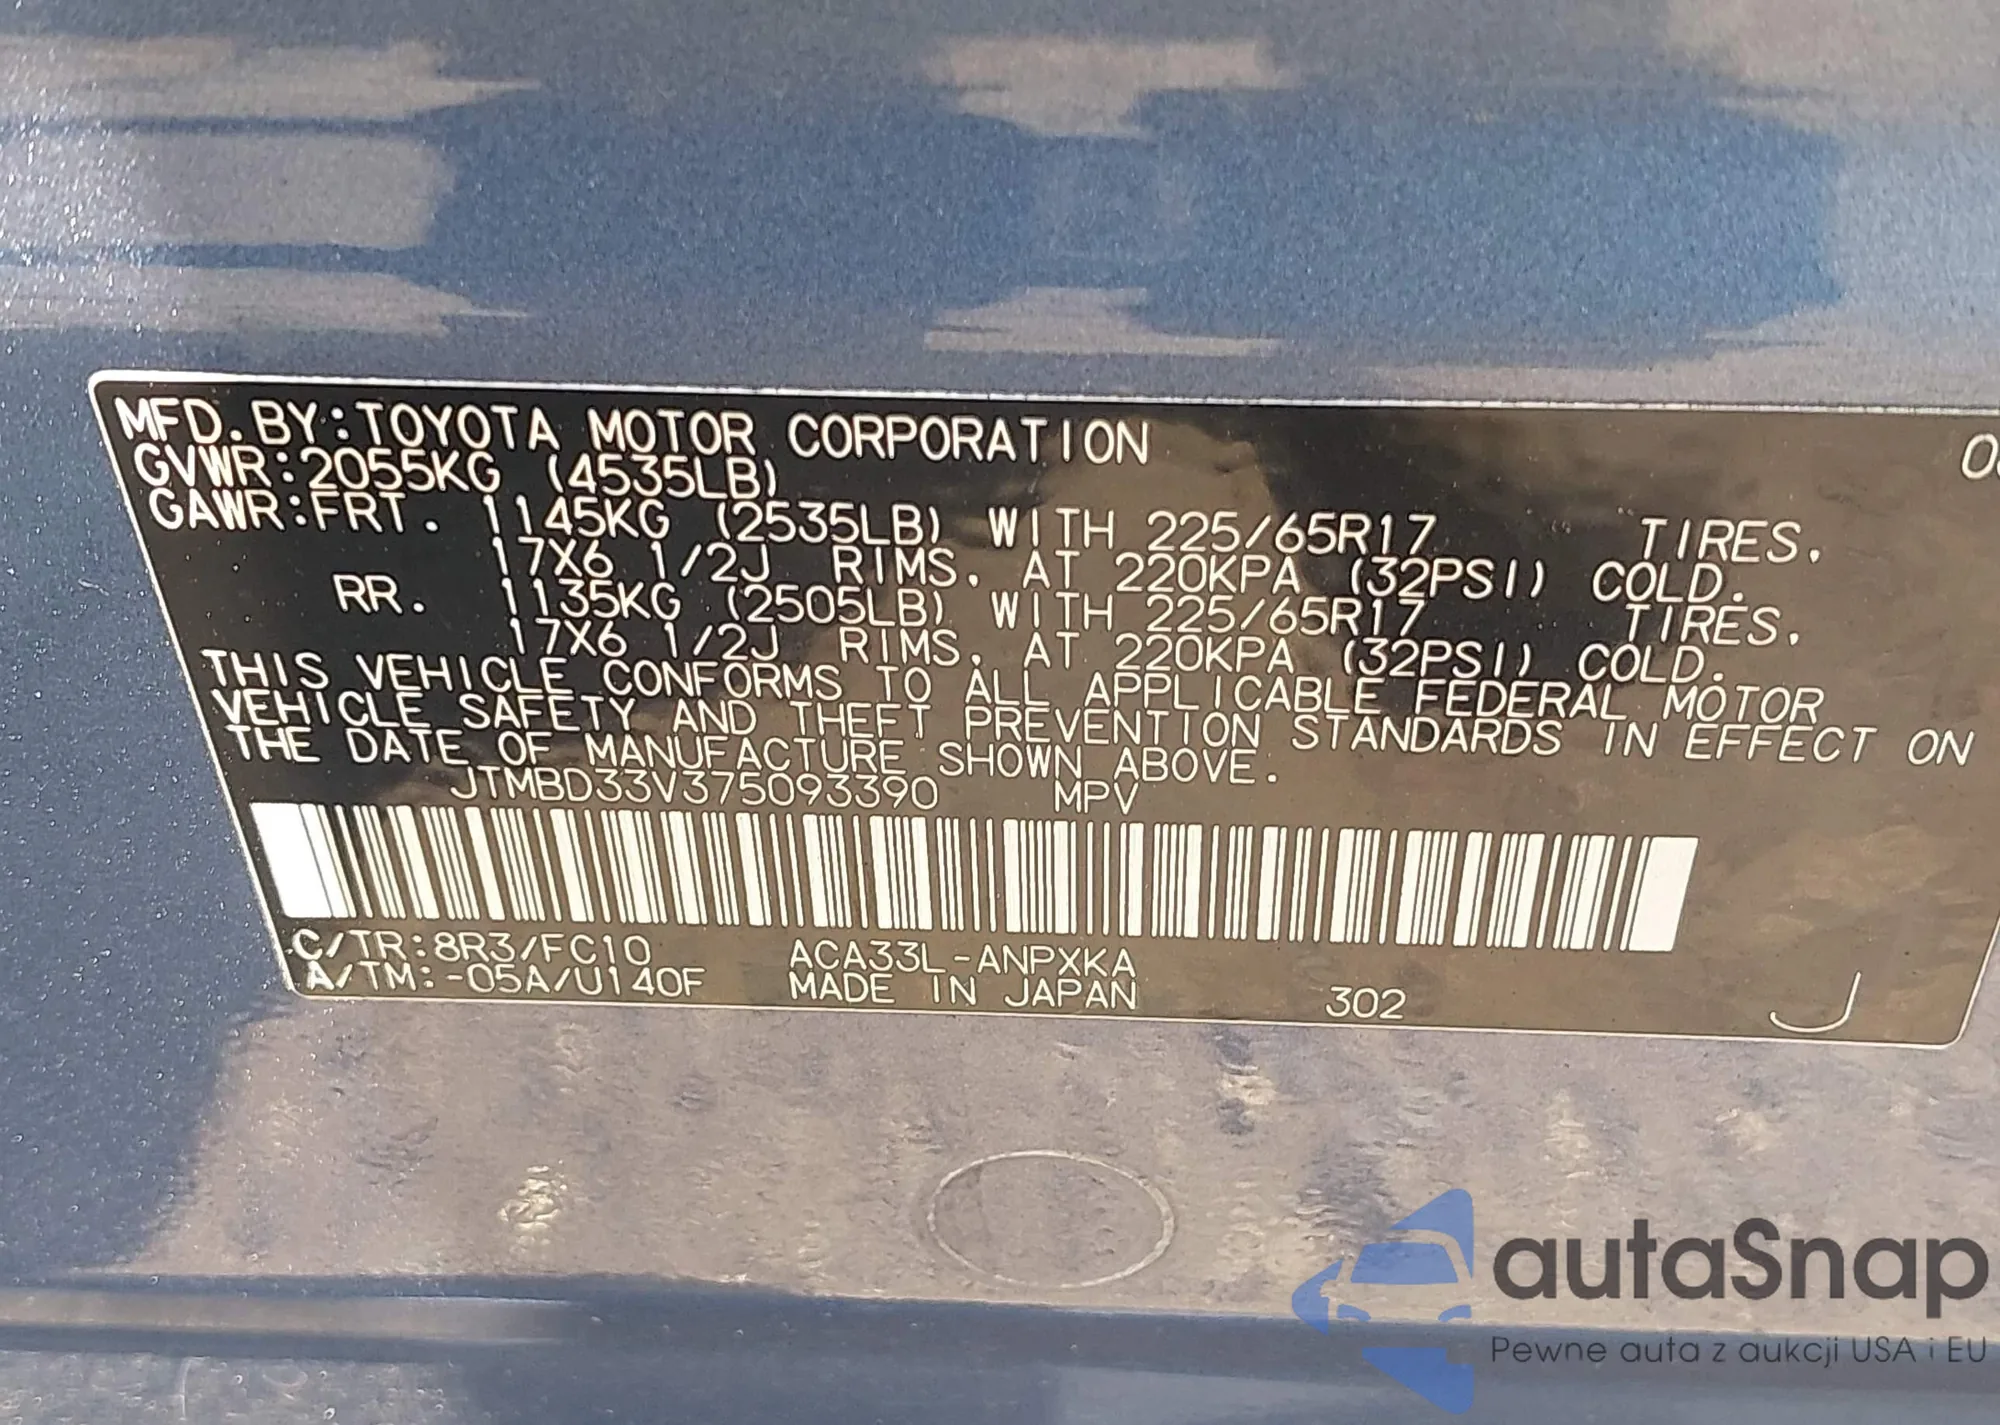 MFD. BY: TOYOTA MOTOR CORPORATION
GVWR: 2055KG (4535LB)
GAWR: FRT. 1145KG (2535LB) WITH 225/65R17 TIRES.
17X6 1/2J RIMS. AT 220KPA (32PSI) COLD.
RR. 1135KG (2505LB) WITH 225/65R17 TIRES.
17X6 1/2J RIMS. AT 220KPA (32PSI) COLD.
THIS VEHICLE CONFORMS TO ALL APPLICABLE FEDERAL MOTOR
VEHICLE SAFETY AND THEFT PREVENTION STANDARDS IN EFFECT ON
THE DATE OF MANUFACTURE SHOWN ABOVE.
JTMBD33V375093390 MPV
C/TR: 8R3/FC10 ACA33L-ANPXKA
A/TM: -05A/U140F MADE IN JAPAN 302 J
autaSnap
Pewne auta z aukcji USA i EU